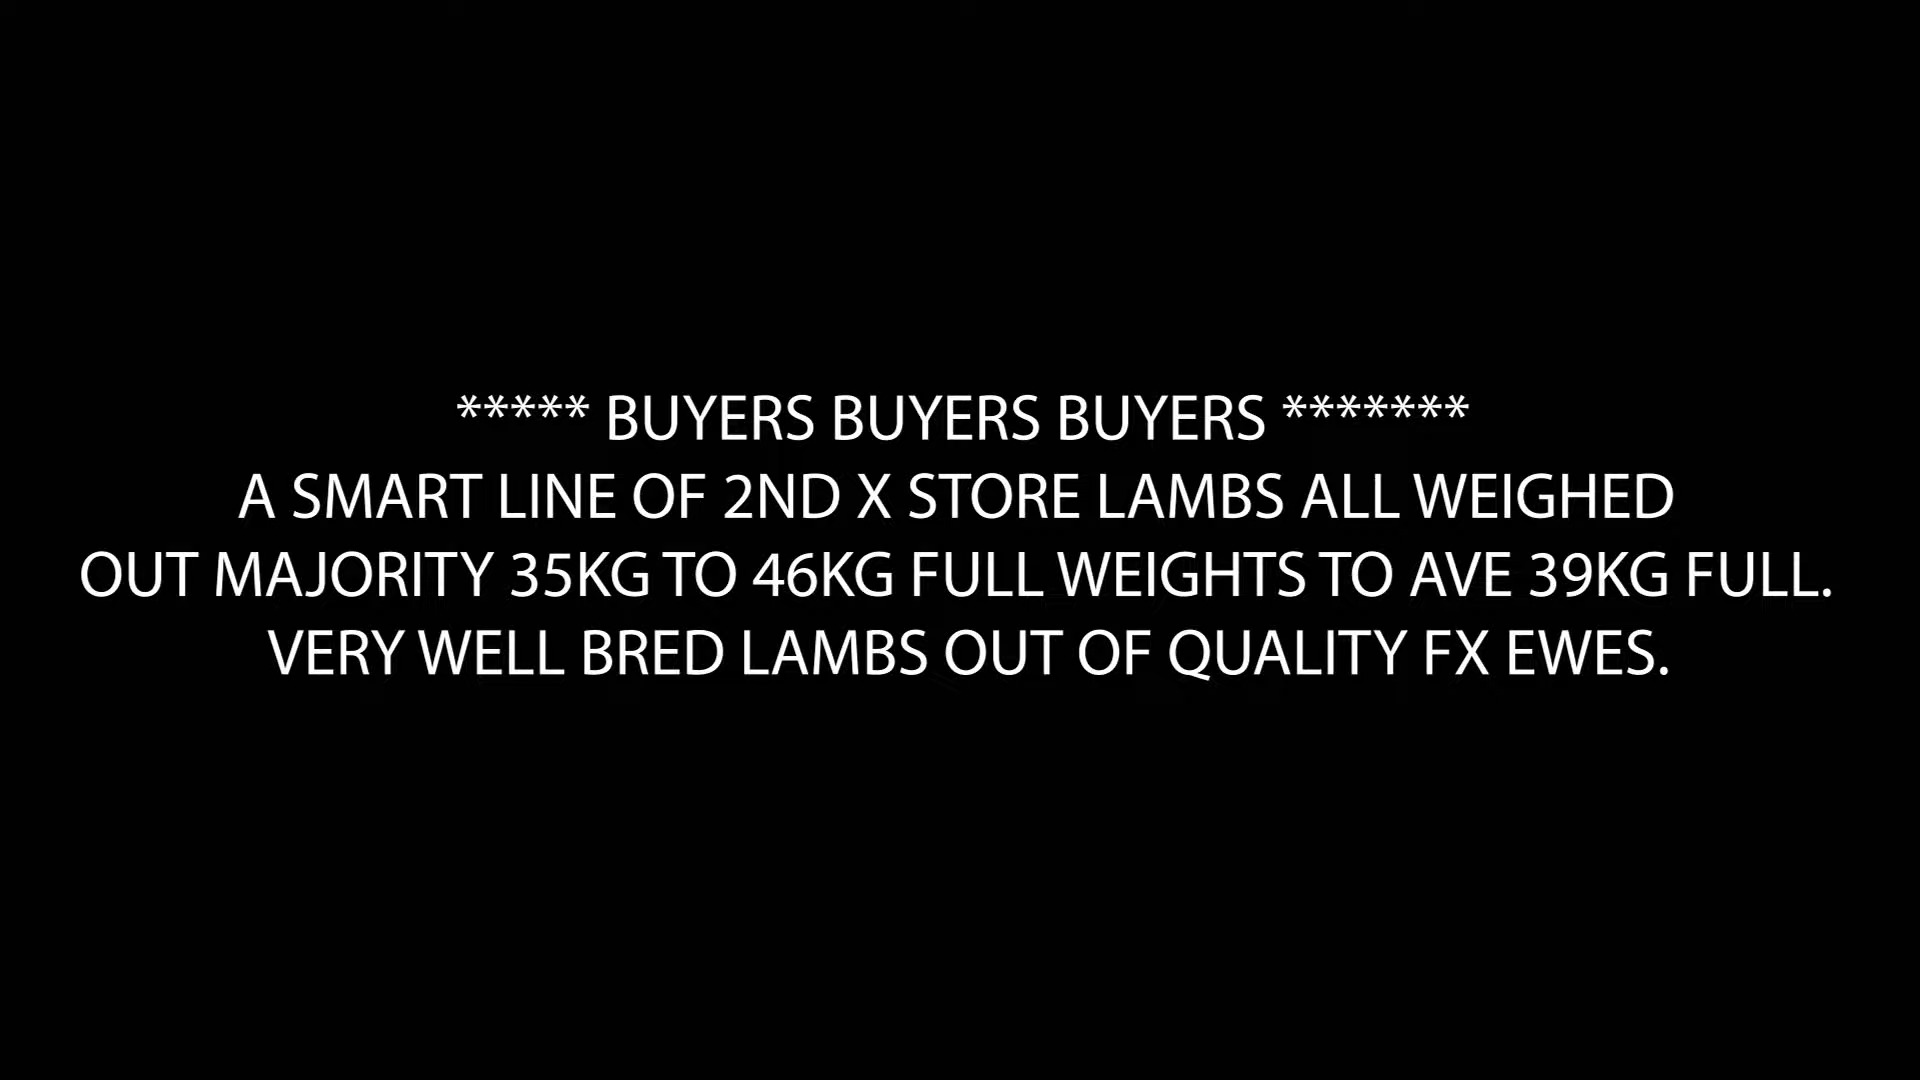 ***** BUYERS BUYERS BUYERS *******
A SMART LINE OF 2ND X STORE LAMBS ALL WEIGHED
OUT MAJORITY 35KG TO 46KG FULL WEIGHTS TO AVE 39KG FULL.
VERY WELL BRED LAMBS OUT OF QUALITY FX EWES.